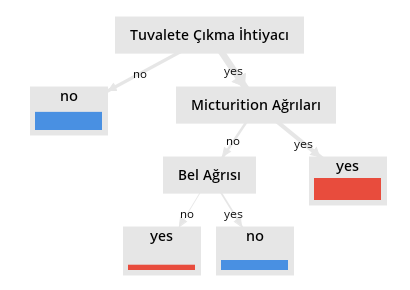 Tuvalete Çıkma İhtiyacı
no
yes
no
Micturition Ağrıları
no
yes
Bel Ağrısı
yes
no
yes
yes
no